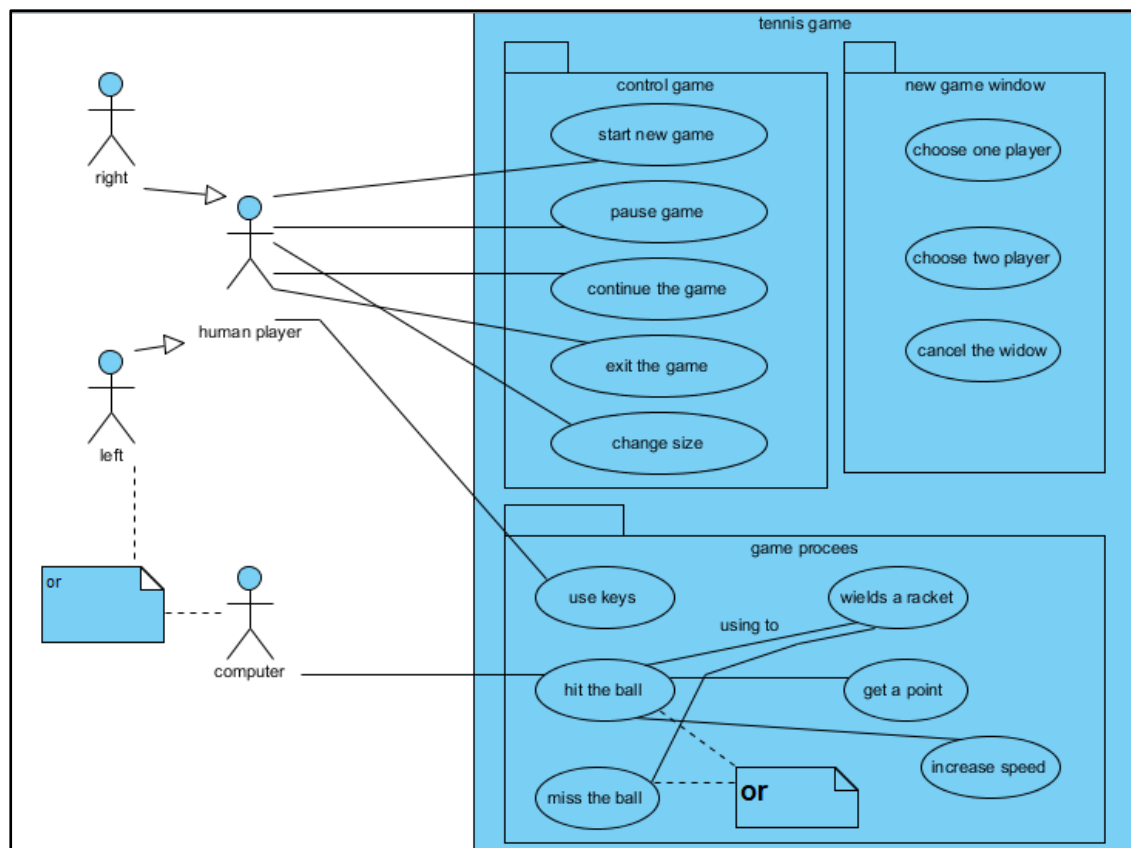 tennis game
control game
new game window
start new game
choose one player
right
pause game
choose two player
continue the game
human player
cancel the widow
exit the game
change size
left
game procees
or
use keys
wields a racket
using to
computer
hit the ball
get a point
increase speed
miss the ball
or